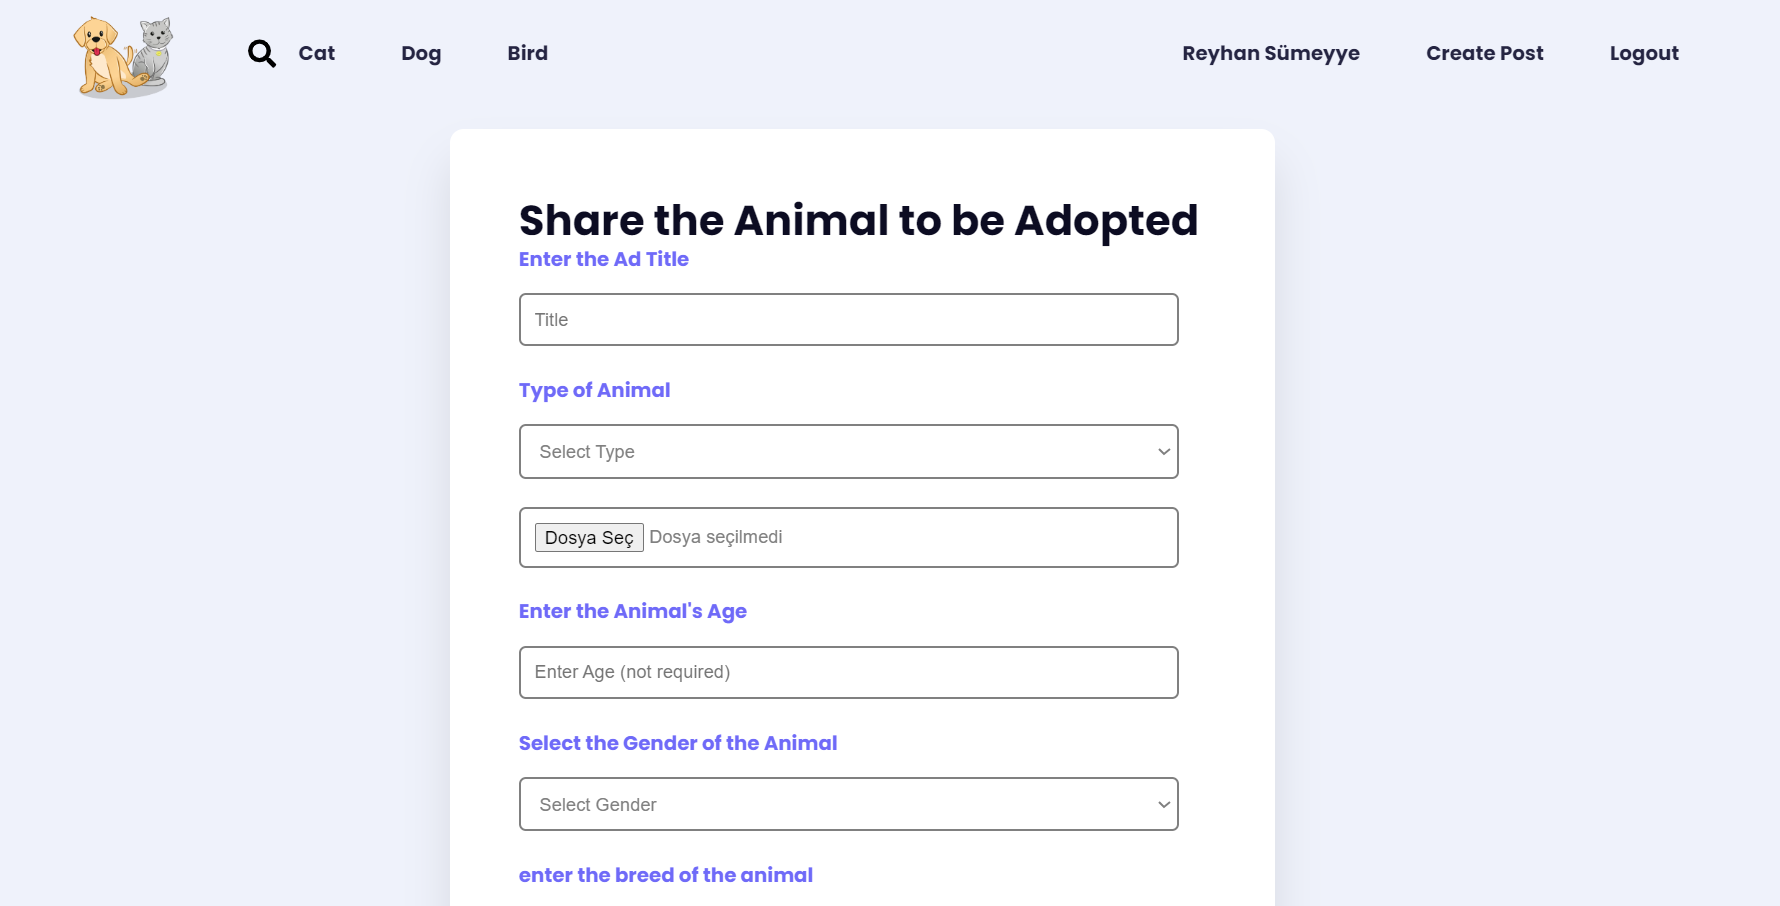 Cat Dog Bird Reyhan Sümeyye Create Post Logout
Share the Animal to be Adopted
Enter the Ad Title
Title
Type of Animal
Select Type
Dosya Seç Dosya seçilmedi
Enter the Animal's Age
Enter Age (not required)
Select the Gender of the Animal
Select Gender
enter the breed of the animal